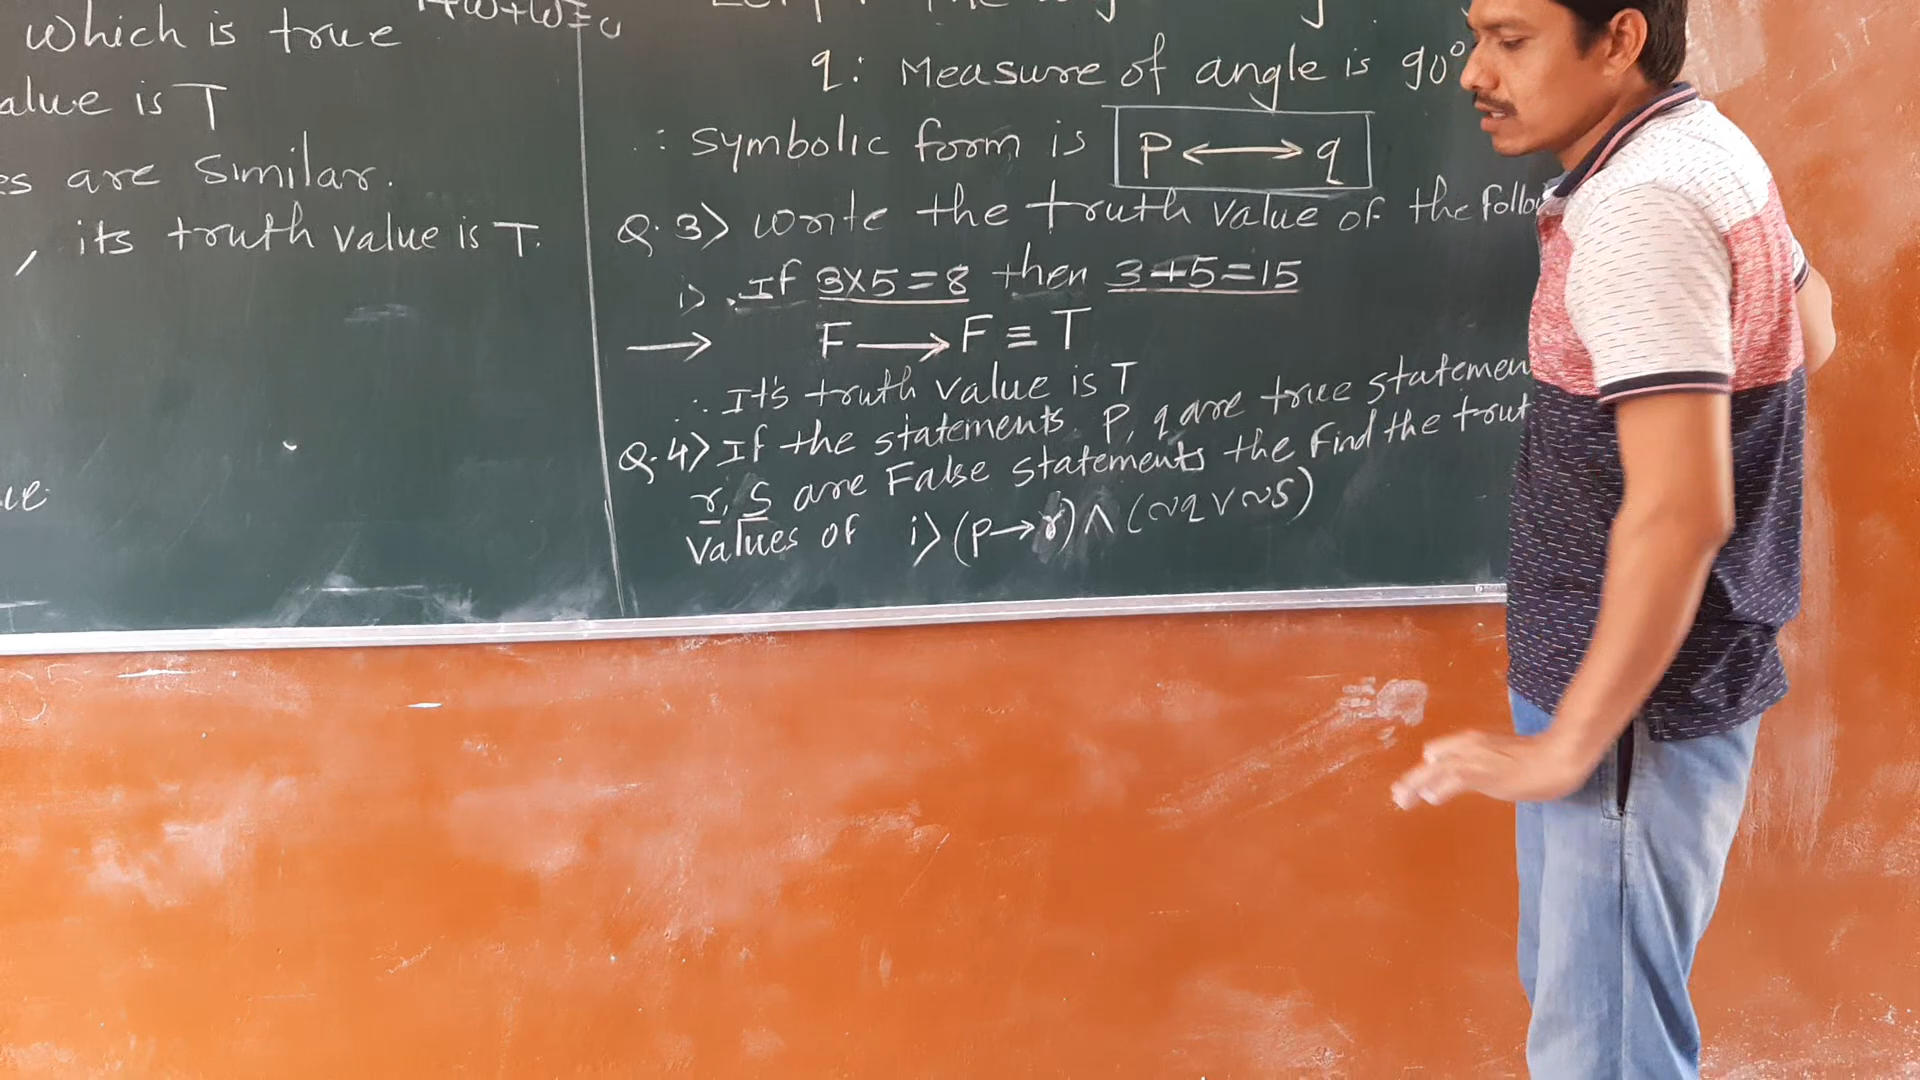 which is true
1+ω+ω²=0
value is T
es are similar.
, its truth value is T.
ue
q: Measure of angle is 90°
∴ symbolic form is P ⟷ q
Q.3> Write the truth value of the follo
i> If 3×5=8 then 3+5=15
→ F → F ≡ T
∴ It's truth value is T
Q.4> If the statements P, q are true statemen
r, s are False statements the Find the trut
values of i> (p→r)∧(~q∨~s)